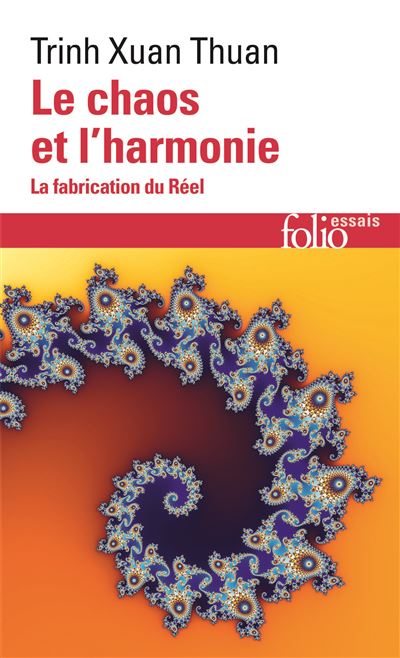 Trinh Xuan Thuan
Le chaos
et l'harmonie
La fabrication du Réel
essais
folio